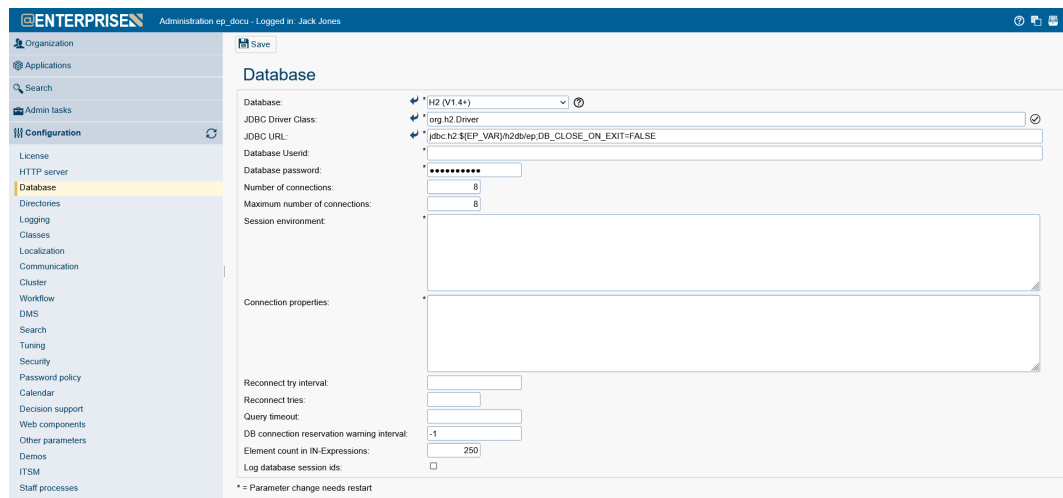 @ENTERPRISE Administration ep_docu - Logged in: Jack Jones
Organization
Applications
Search
Admin tasks
Configuration
License
HTTP server
Database
Directories
Logging
Classes
Localization
Communication
Cluster
Workflow
DMS
Search
Tuning
Security
Password policy
Calendar
Decision support
Web components
Other parameters
Demos
ITSM
Staff processes
Save
Database
Database: * H2 (V1.4+)
JDBC Driver Class: * org.h2.Driver
JDBC URL: * jdbc:h2:${EP_VAR}/h2db/ep;DB_CLOSE_ON_EXIT=FALSE
Database Userid: *
Database password: * ●●●●●●●●●●
Number of connections: 8
Maximum number of connections: 8
Session environment: *
Connection properties: *
Reconnect try interval:
Reconnect tries:
Query timeout:
DB connection reservation warning interval: -1
Element count in IN-Expressions: 250
Log database session ids:
* = Parameter change needs restart